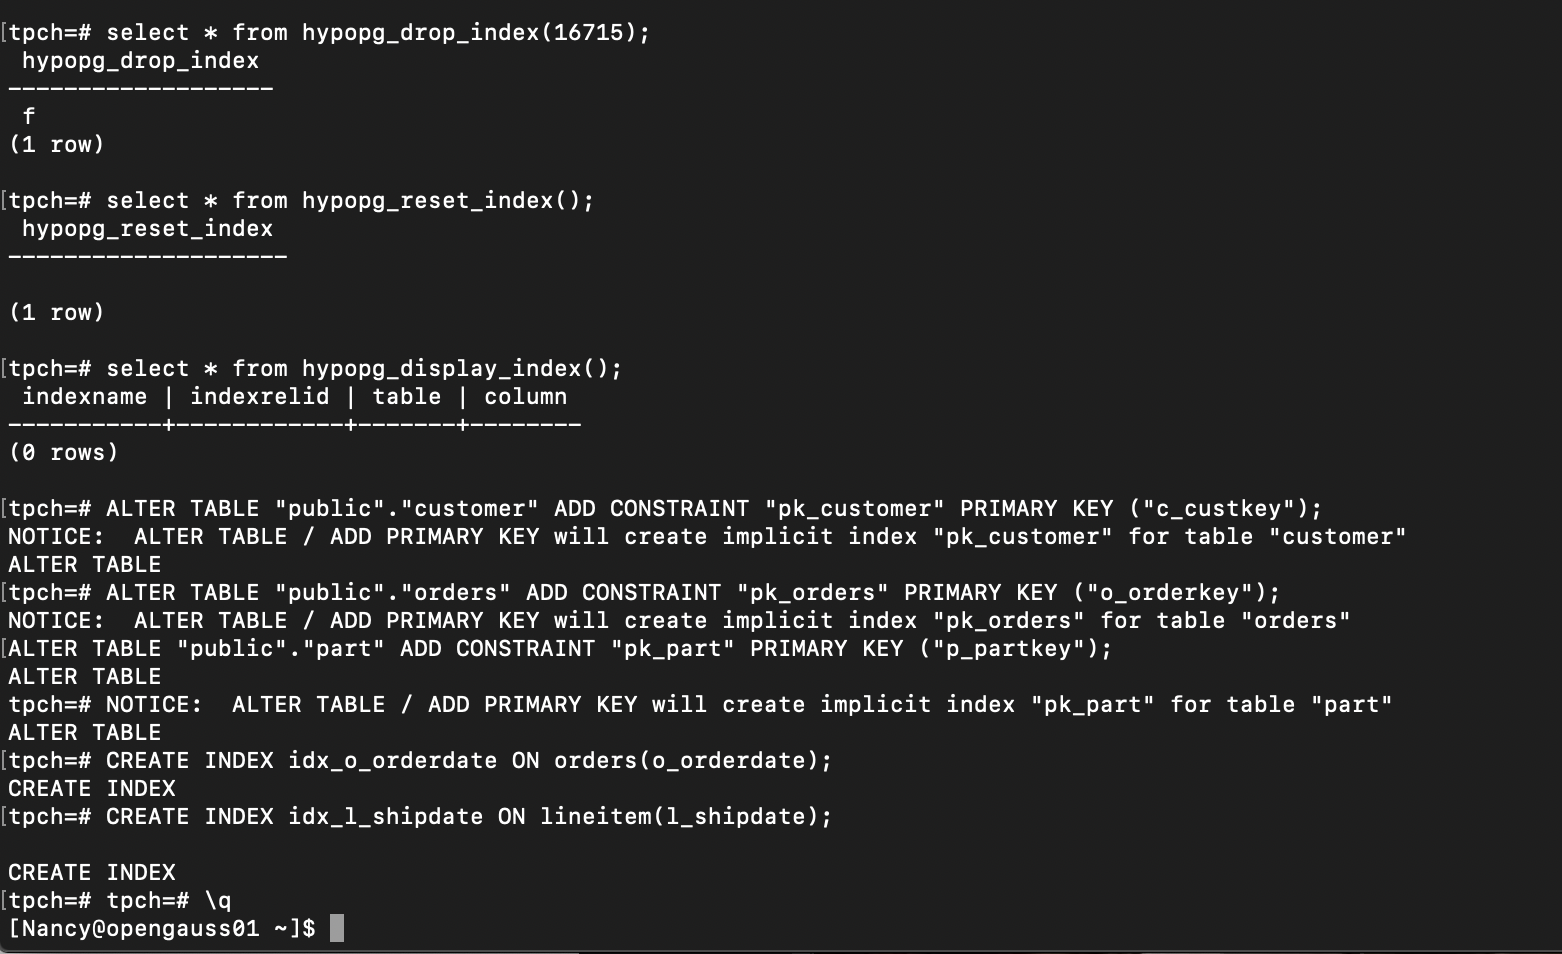 [tpch=# select * from hypopg_drop_index(16715);
 hypopg_drop_index
-------------------
 f
(1 row)
[tpch=# select * from hypopg_reset_index();
 hypopg_reset_index
--------------------
(1 row)
[tpch=# select * from hypopg_display_index();
 indexname | indexrelid | table | column
-----------+------------+-------+--------
(0 rows)
[tpch=# ALTER TABLE "public"."customer" ADD CONSTRAINT "pk_customer" PRIMARY KEY ("c_custkey");
NOTICE:  ALTER TABLE / ADD PRIMARY KEY will create implicit index "pk_customer" for table "customer"
ALTER TABLE
[tpch=# ALTER TABLE "public"."orders" ADD CONSTRAINT "pk_orders" PRIMARY KEY ("o_orderkey");
NOTICE:  ALTER TABLE / ADD PRIMARY KEY will create implicit index "pk_orders" for table "orders"
[ALTER TABLE "public"."part" ADD CONSTRAINT "pk_part" PRIMARY KEY ("p_partkey");
ALTER TABLE
tpch=# NOTICE:  ALTER TABLE / ADD PRIMARY KEY will create implicit index "pk_part" for table "part"
ALTER TABLE
[tpch=# CREATE INDEX idx_o_orderdate ON orders(o_orderdate);
CREATE INDEX
[tpch=# CREATE INDEX idx_l_shipdate ON lineitem(l_shipdate);
CREATE INDEX
[tpch=# tpch=# \q
[Nancy@opengauss01 ~]$